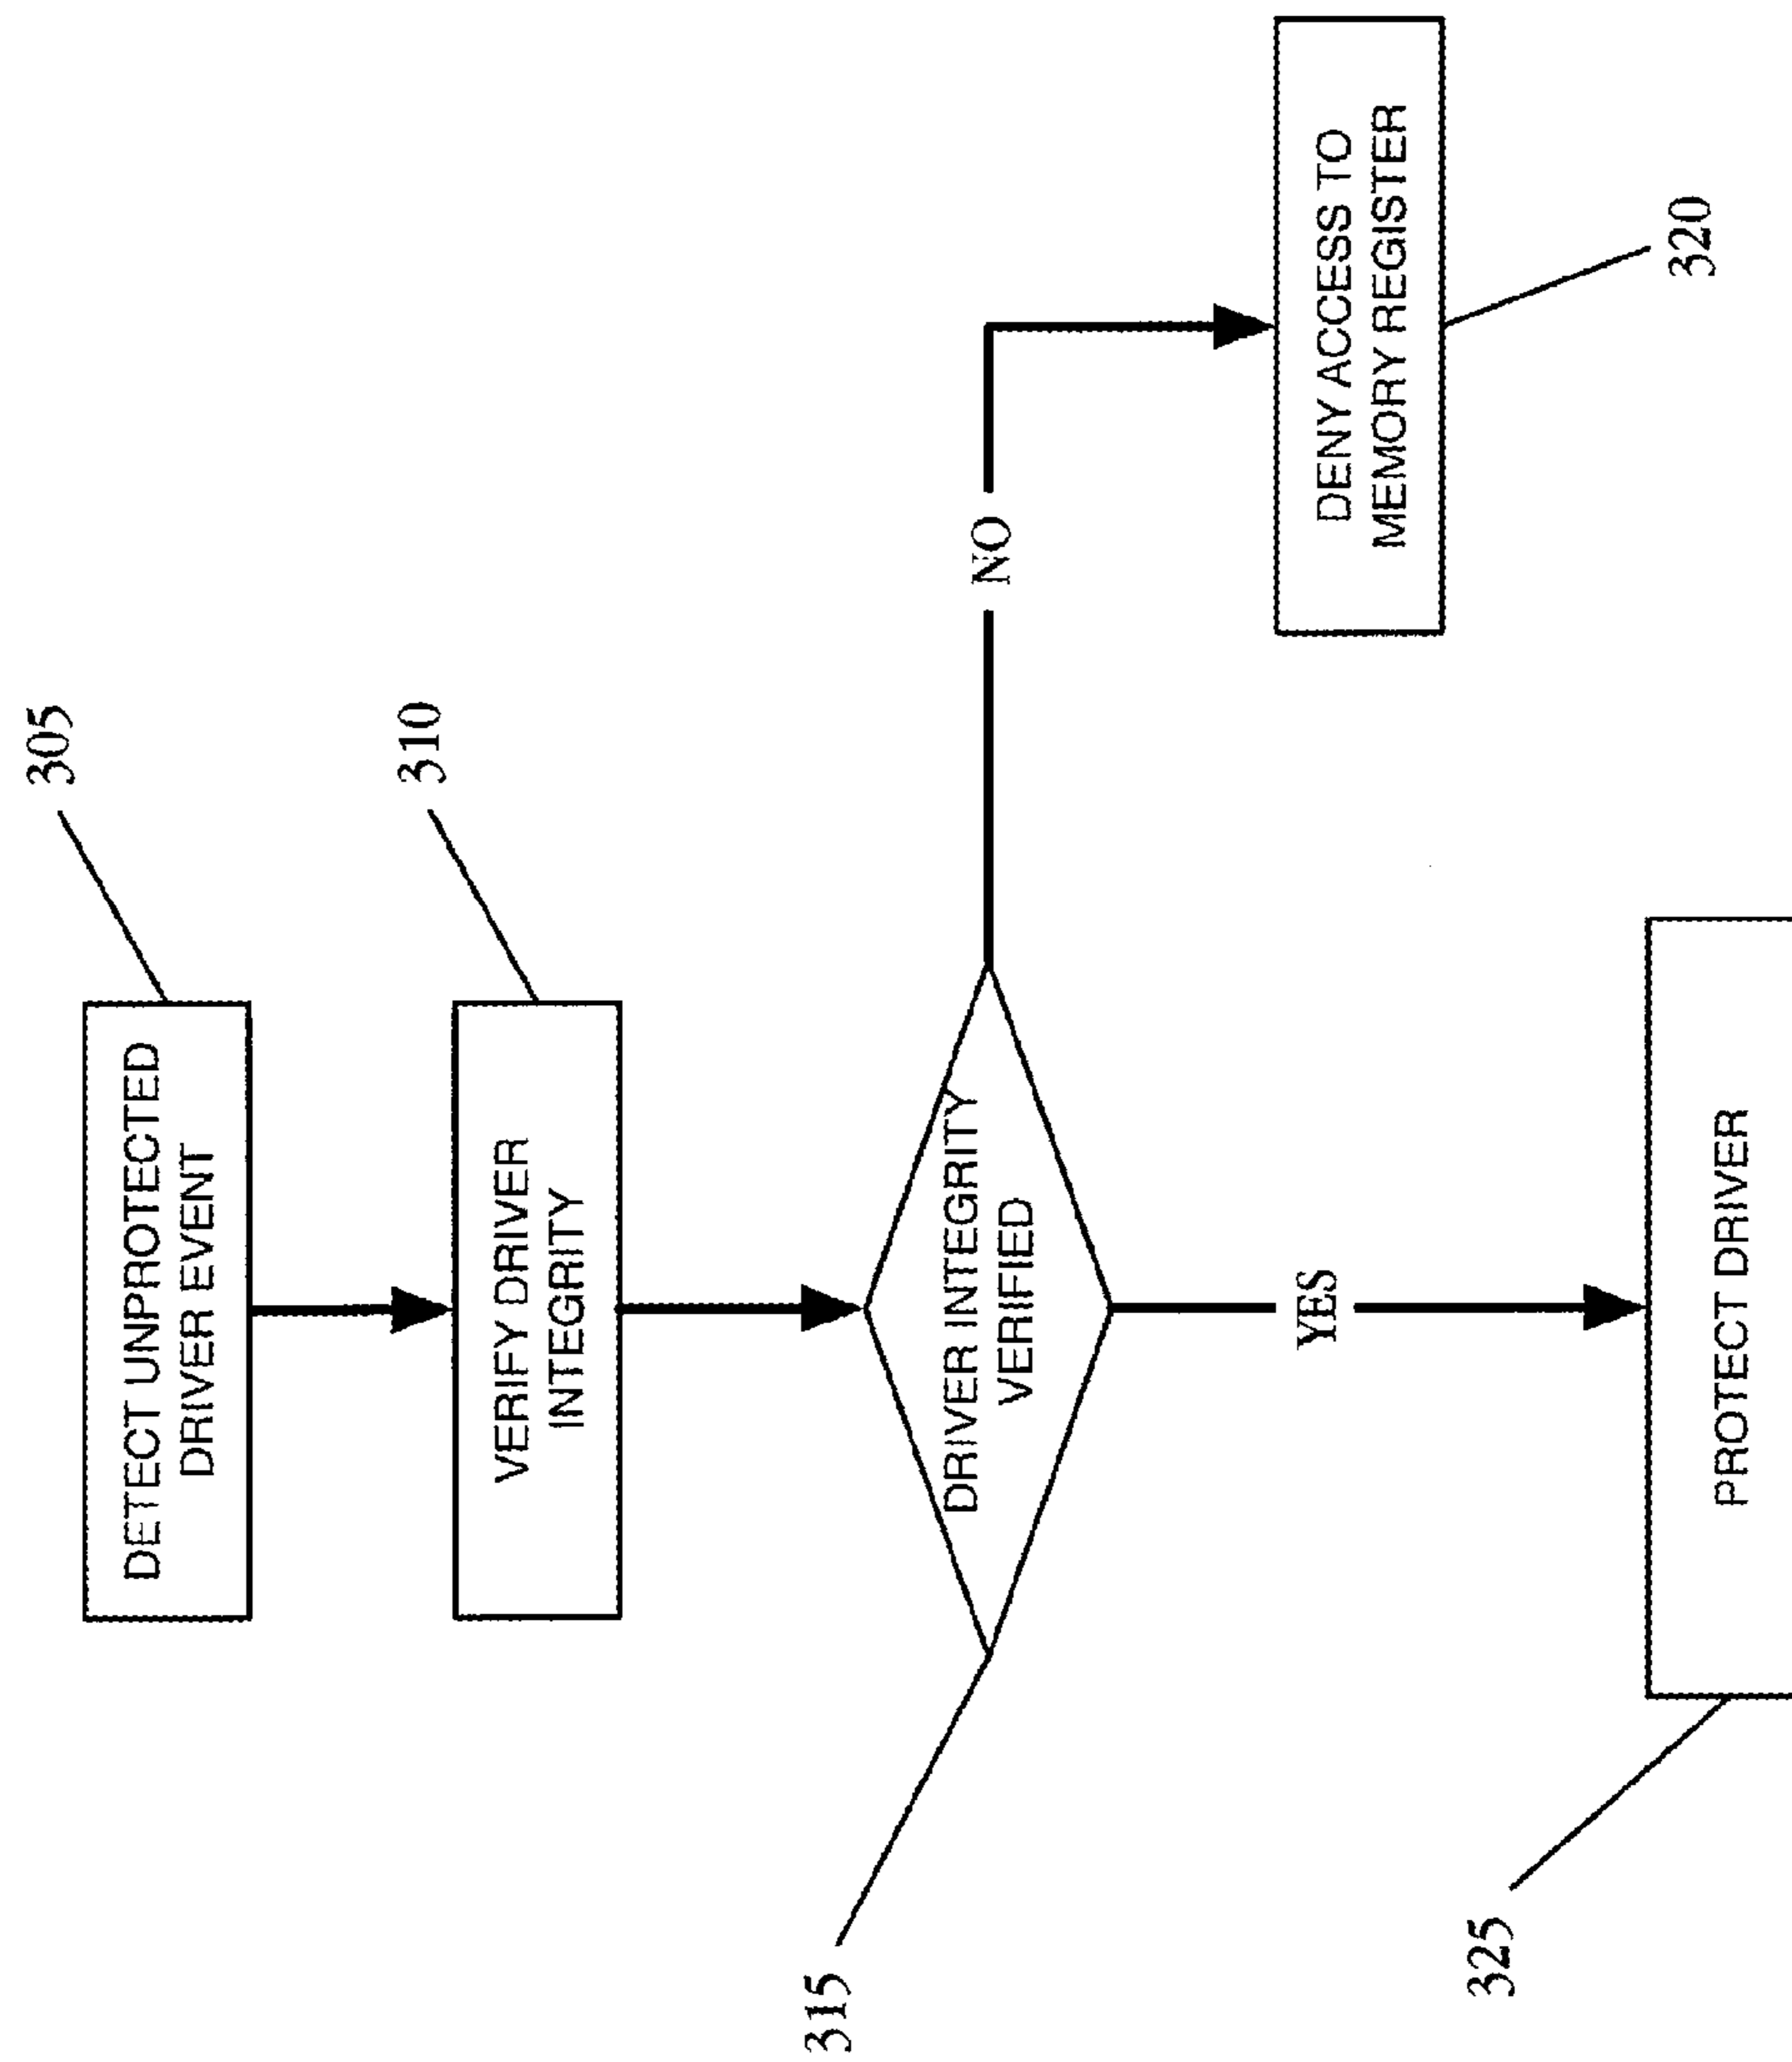 305
DETECT UNPROTECTED
DRIVER EVENT
310
VERIFY DRIVER
INTEGRITY
315
DRIVER INTEGRITY
VERIFIED
NO
DENY ACCESS TO
MEMORY REGISTER
320
YES
325
PROTECT DRIVER